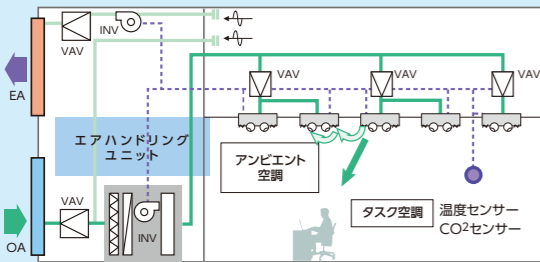 VAV
INV
VAV
EA
VAV
VAV
VAV
エアハンドリング
ユニット
アンビエント
空調
VAV
タスク空調
温度センサー
CO²センサー
INV
OA